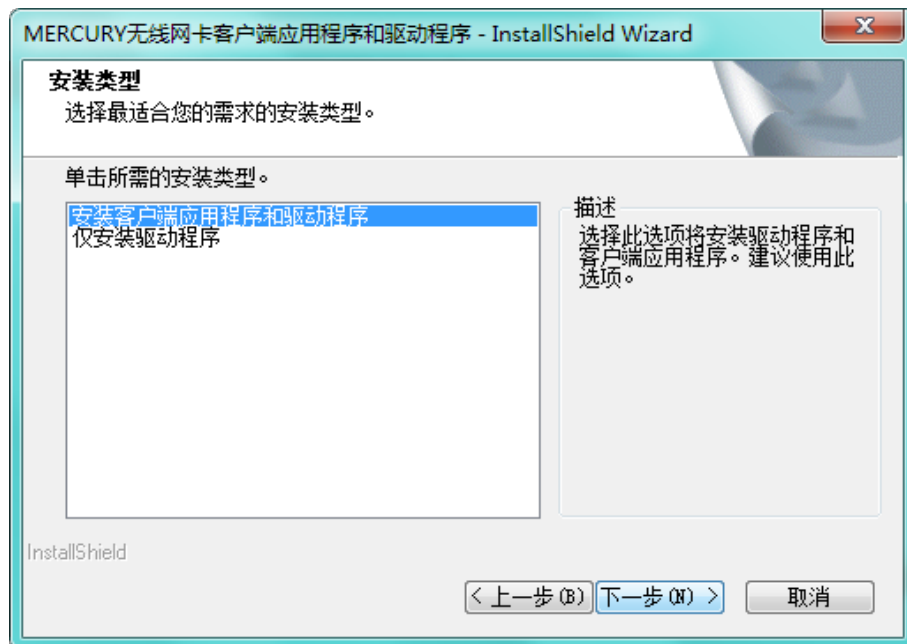 MERCURY无线网卡客户端应用程序和驱动程序 - InstallShield Wizard
安装类型
选择最适合您的需求的安装类型。
单击所需的安装类型。
安装客户端应用程序和驱动程序
仅安装驱动程序
描述
选择此选项将安装驱动程序和
客户端应用程序。建议使用此
选项。
InstallShield
< 上一步(B)
下一步(N) >
取消